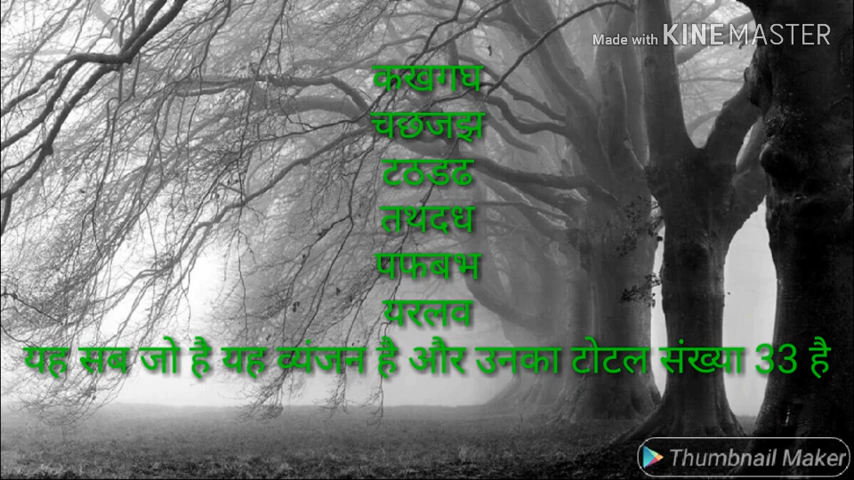 Made with KINEMASTER
कखगघ
चछजझ
टठडढ
तथदध
पफबभ
यरलव
यह सब जो है यह व्यंजन है और उनका टोटल संख्या 33 है
Thumbnail Maker